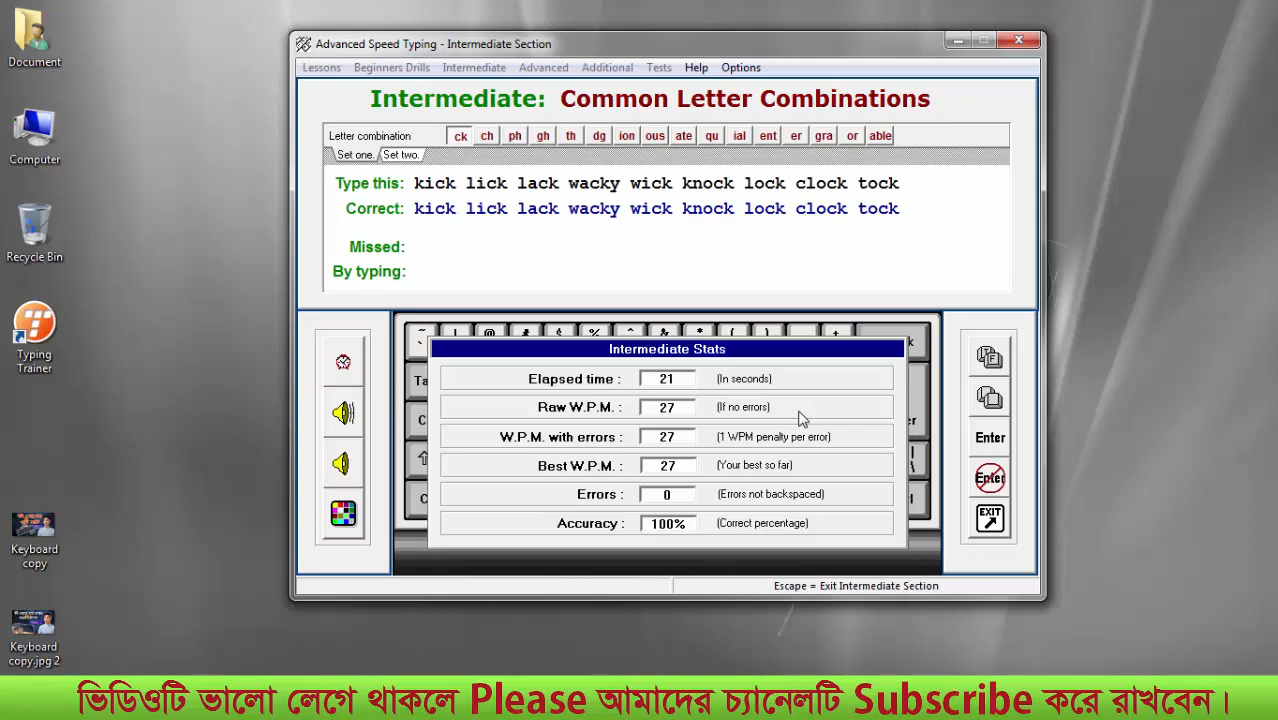 Document
Computer
Recycle Bin
Typing
Trainer
Keyboard
copy
Keyboard
copy.jpg 2
Advanced Speed Typing - Intermediate Section
Lessons Beginners Drills Intermediate Advanced Additional Tests Help Options
Intermediate: Common Letter Combinations
Letter combination ck ch ph gh th dg ion ous ate qu ial ent er gra or able
Set one. Set two.
Type this: kick lick lack wacky wick knock lock clock tock
Correct: kick lick lack wacky wick knock lock clock tock
Missed:
By typing:
Intermediate Stats
Elapsed time : 21 (In seconds)
Raw W.P.M. : 27 (If no errors)
W.P.M. with errors : 27 (1 WPM penalty per error)
Best W.P.M. : 27 (Your best so far)
Errors : 0 (Errors not backspaced)
Accuracy : 100% (Correct percentage)
Enter
Enter
EXIT
Escape = Exit Intermediate Section
ভিডিওটি ভালো লেগে থাকলে Please আমাদের চ্যানেলটি Subscribe করে রাখবেন।